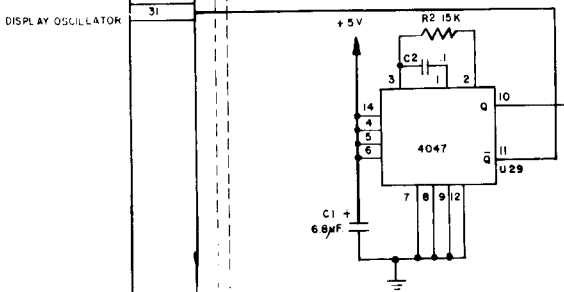 31
DISPLAY OSCILLATOR
+5V
R2 15K
C2 .1
3 1 2
14
4
5
6
4047
Q 10
Q̅ 11
U29
7 8 9 12
C1 +
6.8µF.